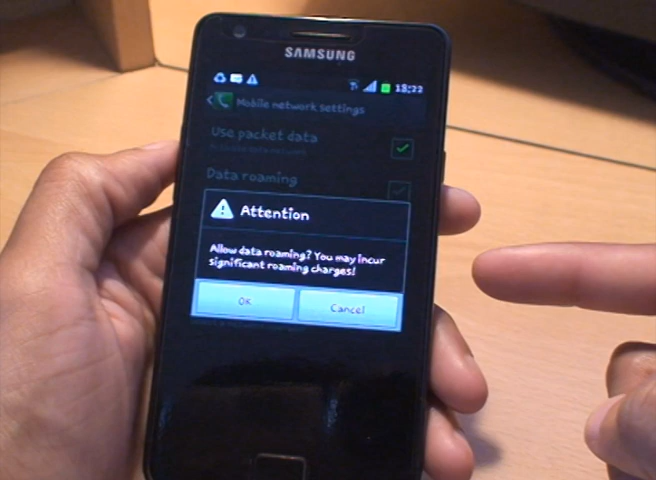 SAMSUNG
13:22
Mobile network settings
Use packet data
Data roaming
Attention
Allow data roaming? You may incur
significant roaming charges!
OK
Cancel